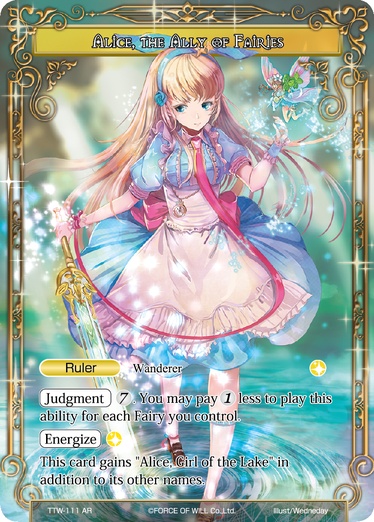 Alice, the Ally of Fairies
Ruler Wanderer
Judgment 7. You may pay 1 less to play this
ability for each Fairy you control.
Energize
This card gains "Alice, Girl of the Lake" in
addition to its other names.
TTW-111 AR ©FORCE OF WILL Co.,Ltd. Illust/Wednesday